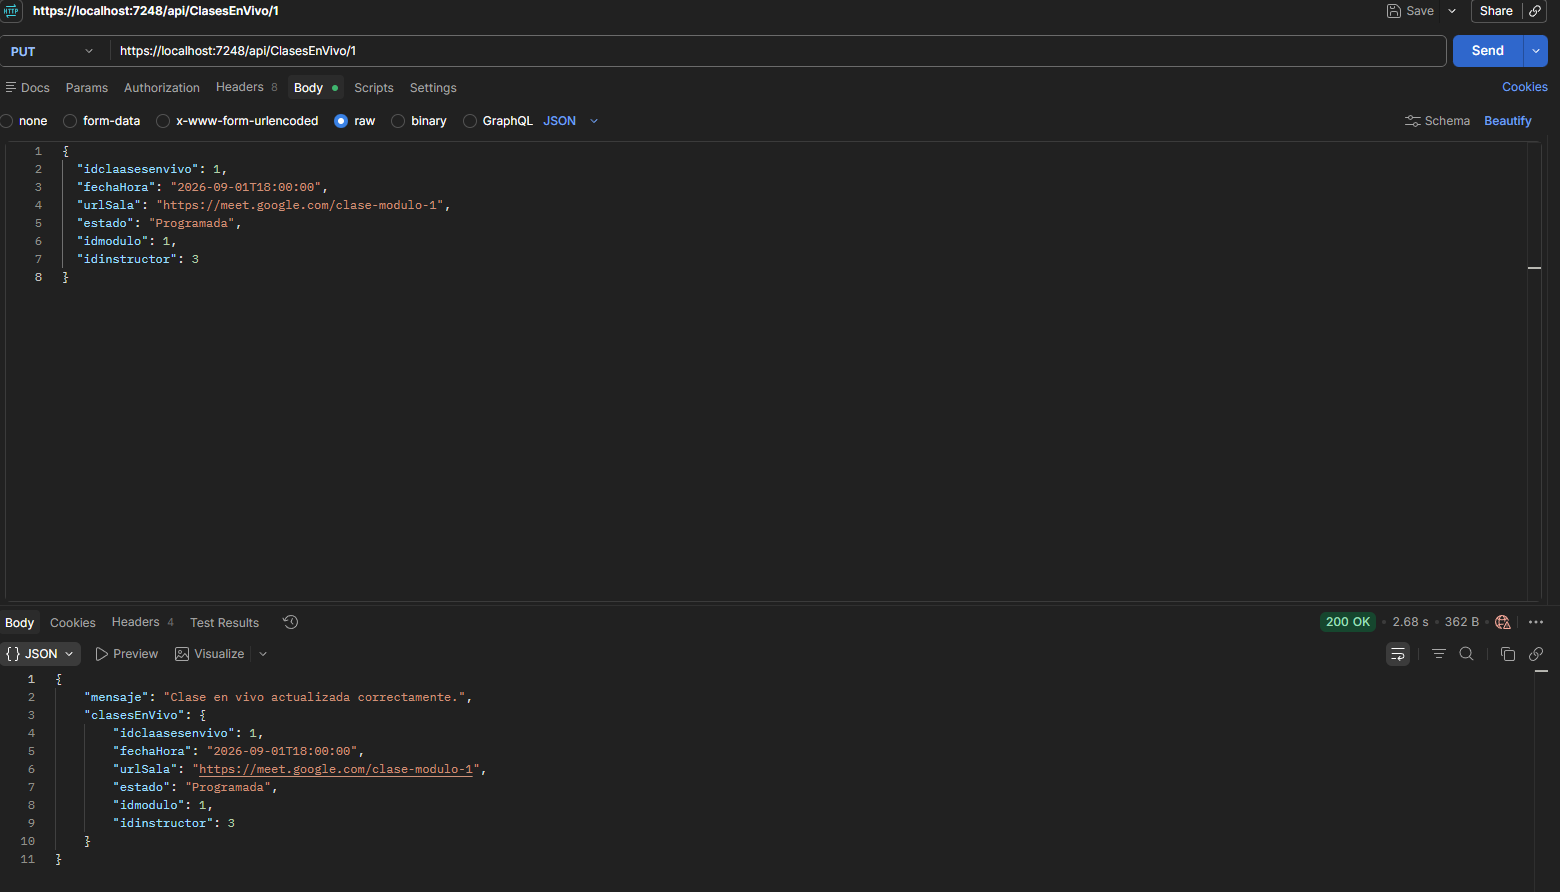 HTTP https://localhost:7248/api/ClasesEnVivo/1 Save Share
PUT https://localhost:7248/api/ClasesEnVivo/1 Send
Docs Params Authorization Headers 8 Body Scripts Settings Cookies
none form-data x-www-form-urlencoded raw binary GraphQL JSON Schema Beautify
1 {
2 "idclaasesenvivo": 1,
3 "fechaHora": "2026-09-01T18:00:00",
4 "urlSala": "https://meet.google.com/clase-modulo-1",
5 "estado": "Programada",
6 "idmodulo": 1,
7 "idinstructor": 3
8 }
Body Cookies Headers 4 Test Results 200 OK • 2.68 s • 362 B •
{} JSON Preview Visualize
1 {
2 "mensaje": "Clase en vivo actualizada correctamente.",
3 "clasesEnVivo": {
4 "idclaasesenvivo": 1,
5 "fechaHora": "2026-09-01T18:00:00",
6 "urlSala": "https://meet.google.com/clase-modulo-1",
7 "estado": "Programada",
8 "idmodulo": 1,
9 "idinstructor": 3
10 }
11 }